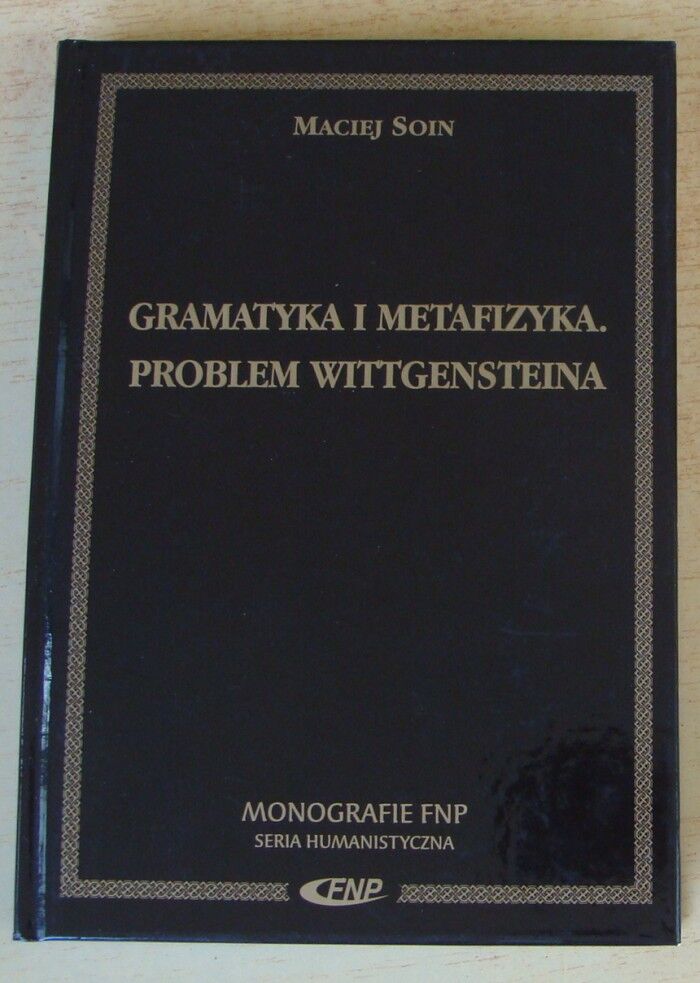 MACIEJ SOIN
GRAMATYKA I METAFIZYKA.
PROBLEM WITTGENSTEINA
MONOGRAFIE FNP
SERIA HUMANISTYCZNA
FNP